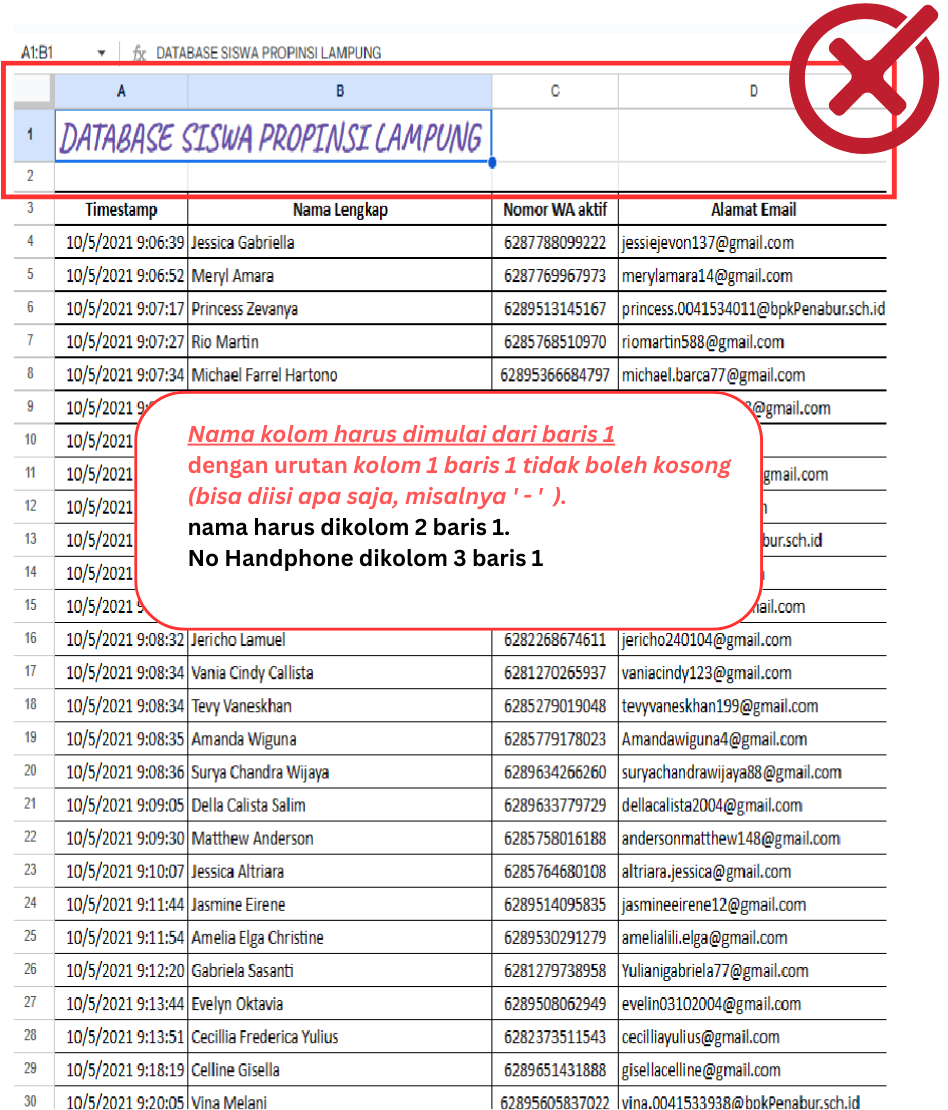 A1:B1 fx DATABASE SISWA PROPINSI LAMPUNG
A B C D
1 DATABASE SISWA PROPINSI LAMPUNG
2
3 Timestamp Nama Lengkap Nomor WA aktif Alamat Email
4 10/5/2021 9:06:39 Jessica Gabriella 6287788099222 jessiejevon137@gmail.com
5 10/5/2021 9:06:52 Meryl Amara 6287769967973 merylamara14@gmail.com
6 10/5/2021 9:07:17 Princess Zevanya 6289513145167 princess.0041534011@bpkPenabur.sch.id
7 10/5/2021 9:07:27 Rio Martin 6285768510970 riomartin588@gmail.com
8 10/5/2021 9:07:34 Michael Farrel Hartono 62895366684797 michael.barca77@gmail.com
9 10/5/2021 @gmail.com
10 10/5/2021
11 10/5/2021 gmail.com
12 10/5/2021
13 10/5/2021 bur.sch.id
14 10/5/2021
15 10/5/2021 ail.com
Nama kolom harus dimulai dari baris 1
dengan urutan kolom 1 baris 1 tidak boleh kosong
(bisa diisi apa saja, misalnya ' - ' ).
nama harus dikolom 2 baris 1.
No Handphone dikolom 3 baris 1
16 10/5/2021 9:08:32 Jericho Lamuel 6282268674611 jericho240104@gmail.com
17 10/5/2021 9:08:34 Vania Cindy Callista 6281270265937 vaniacindy123@gmail.com
18 10/5/2021 9:08:34 Tevy Vaneskhan 6285279019048 tevyvaneskhan199@gmail.com
19 10/5/2021 9:08:35 Amanda Wiguna 6285779178023 Amandawiguna4@gmail.com
20 10/5/2021 9:08:36 Surya Chandra Wijaya 6289634266260 suryachandrawijaya88@gmail.com
21 10/5/2021 9:09:05 Della Calista Salim 6289633779729 dellacalista2004@gmail.com
22 10/5/2021 9:09:30 Matthew Anderson 6285758016188 andersonmatthew148@gmail.com
23 10/5/2021 9:10:07 Jessica Altriara 6285764680108 altriara.jessica@gmail.com
24 10/5/2021 9:11:44 Jasmine Eirene 6289514095835 jasmineeirene12@gmail.com
25 10/5/2021 9:11:54 Amelia Elga Christine 6289530291279 amelialili.elga@gmail.com
26 10/5/2021 9:12:20 Gabriela Sasanti 6281279738958 Yulianigabriela77@gmail.com
27 10/5/2021 9:13:44 Evelyn Oktavia 6289508062949 evelin03102004@gmail.com
28 10/5/2021 9:13:51 Cecillia Frederica Yulius 6282373511543 cecilliayulius@gmail.com
29 10/5/2021 9:18:19 Celline Gisella 6289651431888 gisellacelline@gmail.com
30 10/5/2021 9:20:05 Vina Melani 62895605837022 vina.0041533938@bpkPenabur.sch.id